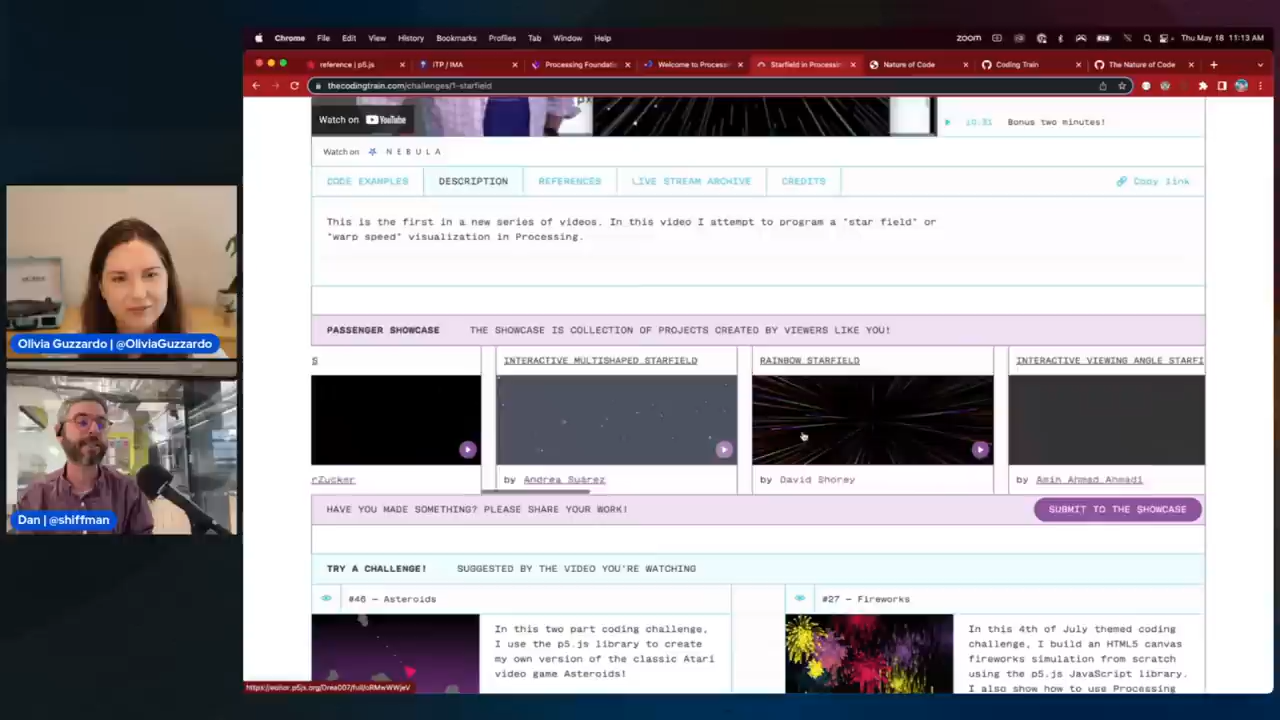 Chrome File Edit View History Bookmarks Profiles Tab Window Help
zoom Thu May 18 11:13 AM
reference | p5.js
ITP / IMA
Processing Foundatio
Welcome to Processi
Starfield in Processin
Nature of Code
Coding Train
The Nature of Code
thecodingtrain.com/challenges/1-starfield
px
Watch on YouTube
Bonus two minutes!
Watch on NEBULA
CODE EXAMPLES DESCRIPTION REFERENCES LIVE STREAM ARCHIVE CREDITS Copy link
This is the first in a new series of videos. In this video I attempt to program a "star field" or
"warp speed" visualization in Processing.
PASSENGER SHOWCASE THE SHOWCASE IS COLLECTION OF PROJECTS CREATED BY VIEWERS LIKE YOU!
S INTERACTIVE MULTISHAPED STARFIELD RAINBOW STARFIELD INTERACTIVE VIEWING ANGLE STARFI
rZucker by Andrea Suárez by David Shorey by Amin Ahmad Ahmadi
HAVE YOU MADE SOMETHING? PLEASE SHARE YOUR WORK! SUBMIT TO THE SHOWCASE
TRY A CHALLENGE! SUGGESTED BY THE VIDEO YOU'RE WATCHING
#46 – Asteroids
In this two part coding challenge,
I use the p5.js library to create
my own version of the classic Atari
video game Asteroids!
#27 – Fireworks
In this 4th of July themed coding
challenge, I build an HTML5 canvas
fireworks simulation from scratch
using the p5.js JavaScript library.
I also show how to use Processing
Olivia Guzzardo | @OliviaGuzzardo
Dan | @shiffman